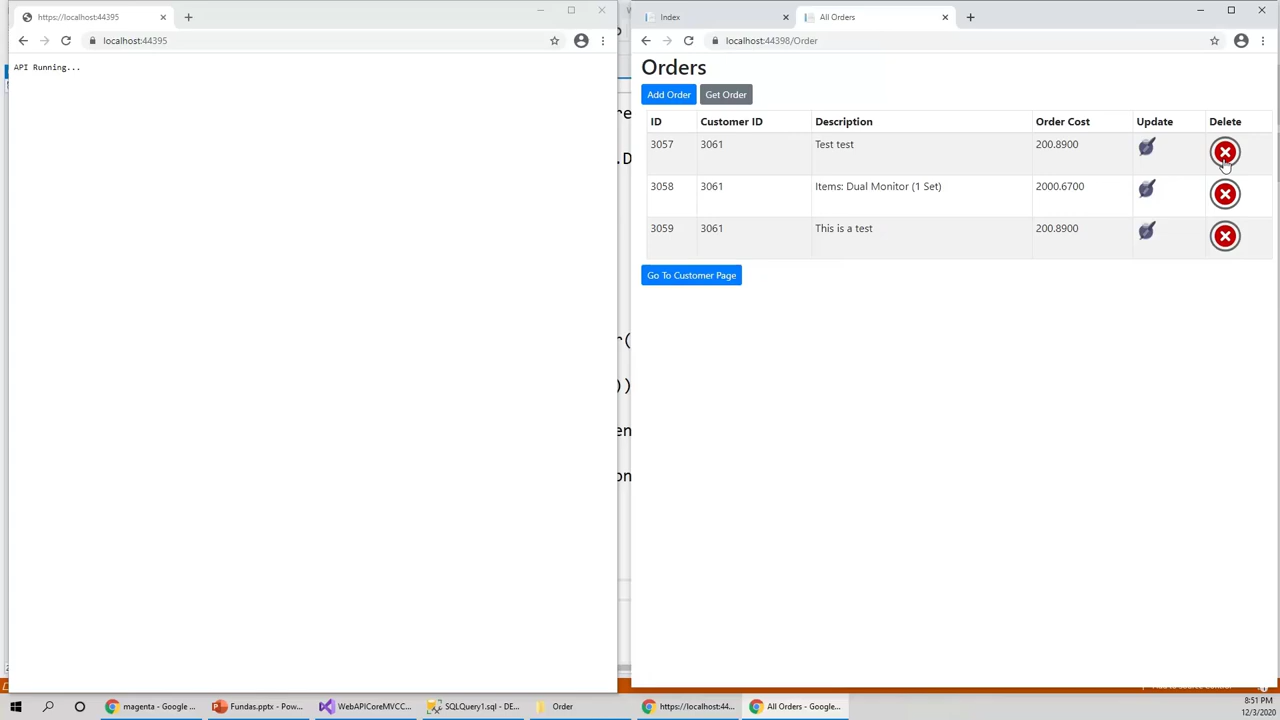 https://localhost:44395
localhost:44395
API Running...
Index
All Orders
localhost:44398/Order
Orders
Add Order
Get Order
ID Customer ID Description Order Cost Update Delete
3057 3061 Test test 200.8900
3058 3061 Items: Dual Monitor (1 Set) 2000.6700
3059 3061 This is a test 200.8900
Go To Customer Page
re
.D
r(
))
en
on
magenta - Google ...
Fundas.pptx - Pow...
WebAPICoreMVCC...
SQLQuery1.sql - DE...
Order
https://localhost:44...
All Orders - Google...
8:51 PM
12/3/2020